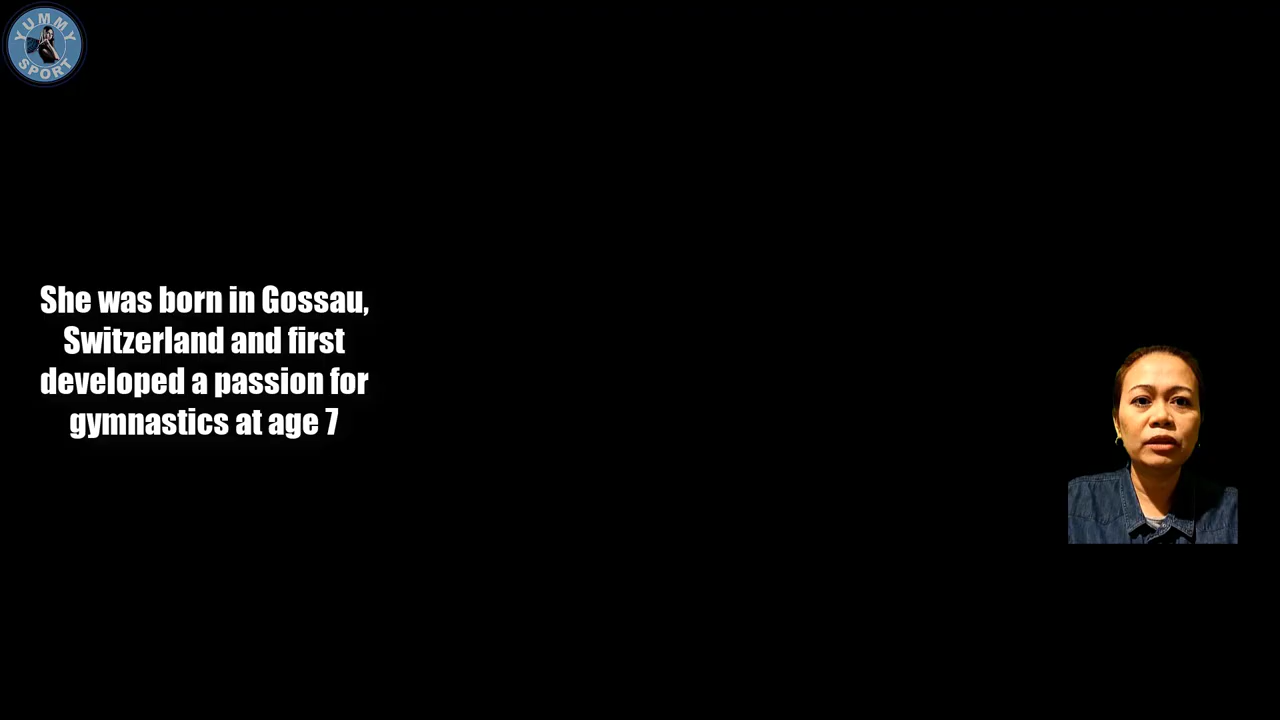 YUMMY
SPORT
She was born in Gossau,
Switzerland and first
developed a passion for
gymnastics at age 7